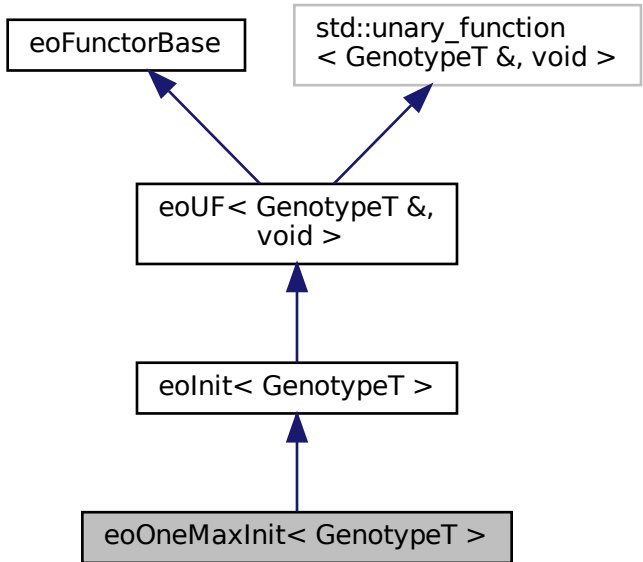 eoFunctorBase
std::unary_function
< GenotypeT &, void >
eoUF< GenotypeT &,
void >
eoInit< GenotypeT >
eoOneMaxInit< GenotypeT >